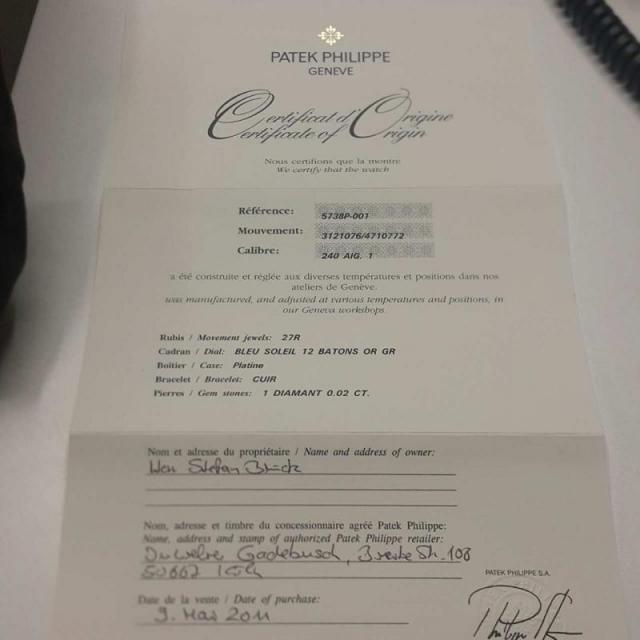 PATEK PHILIPPE
GENEVE
Certificat d'Origine
Certificate of Origin
Nous certifions que la montre
We certify that the watch
Référence: 5738P-001
Mouvement: 3121076/4710772
Calibre: 240 AIG. 1
a été construite et réglée aux diverses températures et positions dans nos
ateliers de Genève.
was manufactured, and adjusted at various temperatures and positions, in
our Geneva workshops.
Rubis / Movement jewels: 27R
Cadran / Dial: BLEU SOLEIL 12 BATONS OR GR
Boîtier / Case: Platine
Bracelet / Bracelet: CUIR
Pierres / Gem stones: 1 DIAMANT 0.02 CT.
Nom et adresse du propriétaire / Name and address of owner:
Stefan
Nom, adresse et timbre du concessionnaire agréé Patek Philippe:
Name, address and stamp of authorized Patek Philippe retailer:
Juwelier Gadebusch, 108
50667
Date de la vente / Date of purchase:
9. 2011
PATEK PHILIPPE S.A.